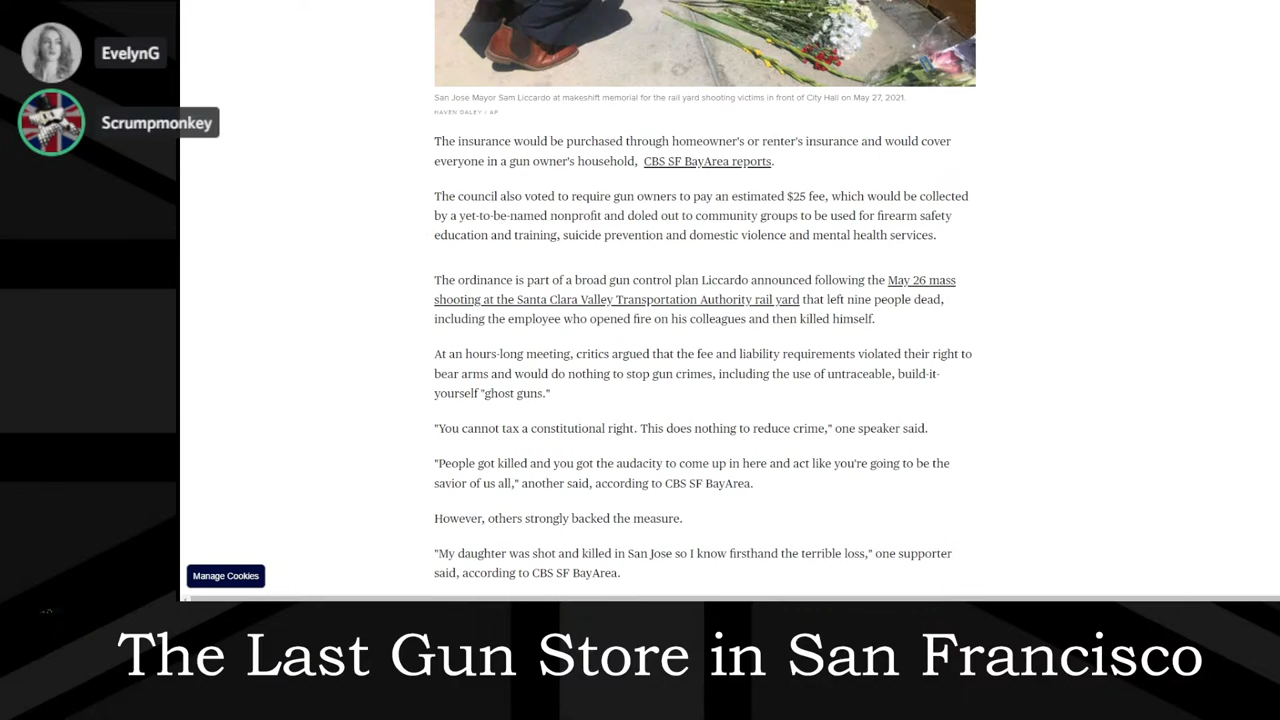 EvelynG
Scrumpmonkey
San Jose Mayor Sam Liccardo at makeshift memorial for the rail yard shooting victims in front of City Hall on May 27, 2021.
HAVEN DALEY / AP
The insurance would be purchased through homeowner's or renter's insurance and would cover
everyone in a gun owner's household, CBS SF BayArea reports.
The council also voted to require gun owners to pay an estimated $25 fee, which would be collected
by a yet-to-be-named nonprofit and doled out to community groups to be used for firearm safety
education and training, suicide prevention and domestic violence and mental health services.
The ordinance is part of a broad gun control plan Liccardo announced following the May 26 mass
shooting at the Santa Clara Valley Transportation Authority rail yard that left nine people dead,
including the employee who opened fire on his colleagues and then killed himself.
At an hours-long meeting, critics argued that the fee and liability requirements violated their right to
bear arms and would do nothing to stop gun crimes, including the use of untraceable, build-it-
yourself "ghost guns."
"You cannot tax a constitutional right. This does nothing to reduce crime," one speaker said.
"People got killed and you got the audacity to come up in here and act like you're going to be the
savior of us all," another said, according to CBS SF BayArea.
However, others strongly backed the measure.
"My daughter was shot and killed in San Jose so I know firsthand the terrible loss," one supporter
said, according to CBS SF BayArea.
Manage Cookies
The Last Gun Store in San Francisco